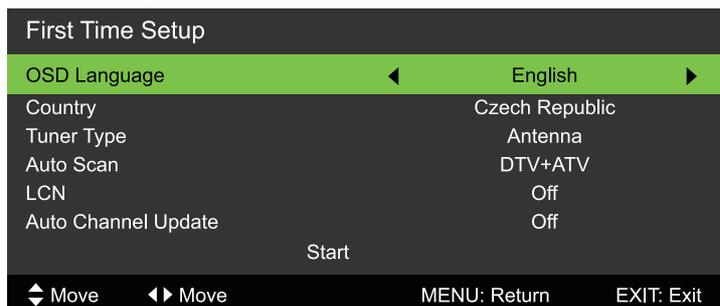 First Time Setup
OSD Language English
Country Czech Republic
Tuner Type Antenna
Auto Scan DTV+ATV
LCN Off
Auto Channel Update Off
Start
Move Move MENU: Return EXIT: Exit